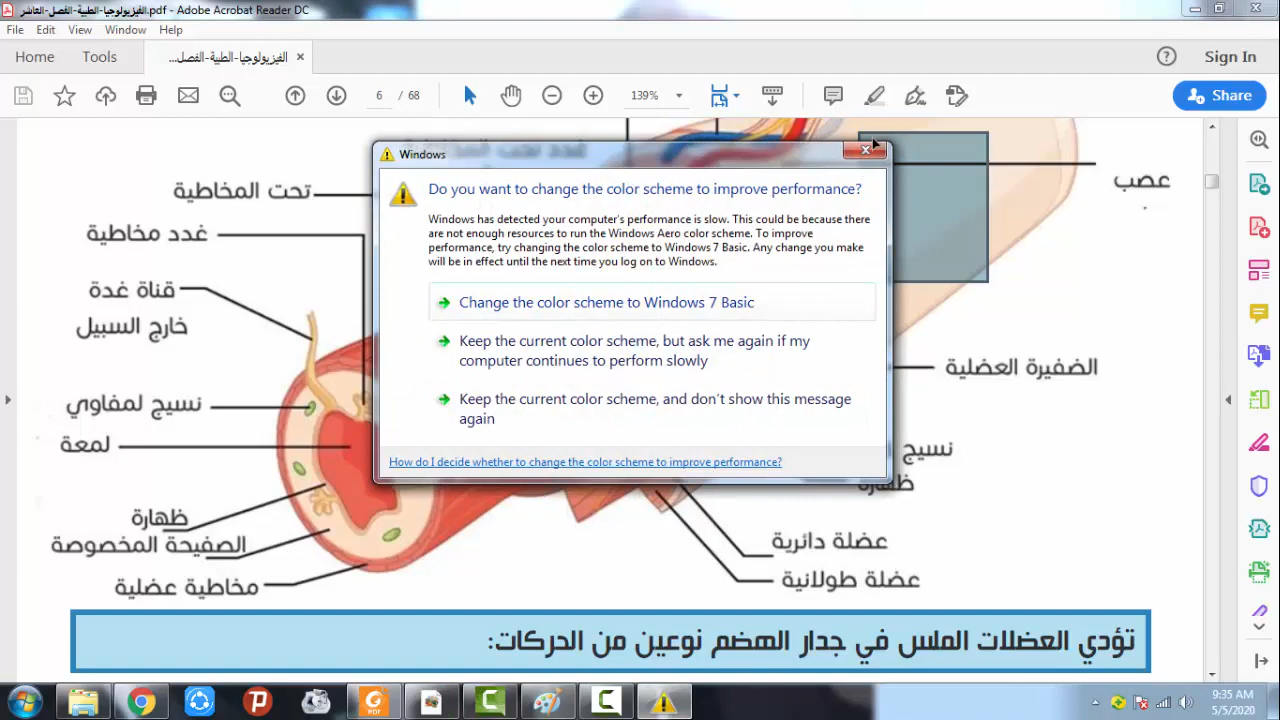 الفيزيولوجيا-الطبية-الفصل-العاشر.pdf - Adobe Acrobat Reader DC
File Edit View Window Help
Home Tools الفيزيولوجيا-الطبية-الفصل... × Sign In
6 / 68 139% Share
تحت المخاطية
عصب
غدد مخاطية
قناة غدة
خارج السبيل
نسيج لمفاوي
لمعة
ظهارة
الصفيحة المخصوصة
مخاطية عضلية
الضفيرة العضلية
نسيج
ظهارة
عضلة دائرية
عضلة طولانية
Windows
Do you want to change the color scheme to improve performance?
Windows has detected your computer's performance is slow. This could be because there
are not enough resources to run the Windows Aero color scheme. To improve
performance, try changing the color scheme to Windows 7 Basic. Any change you make
will be in effect until the next time you log on to Windows.
Change the color scheme to Windows 7 Basic
Keep the current color scheme, but ask me again if my
computer continues to perform slowly
Keep the current color scheme, and don't show this message
again
How do I decide whether to change the color scheme to improve performance?
تؤدي العضلات الملس في جدار الهضم نوعين من الحركات:
9:35 AM
5/5/2020